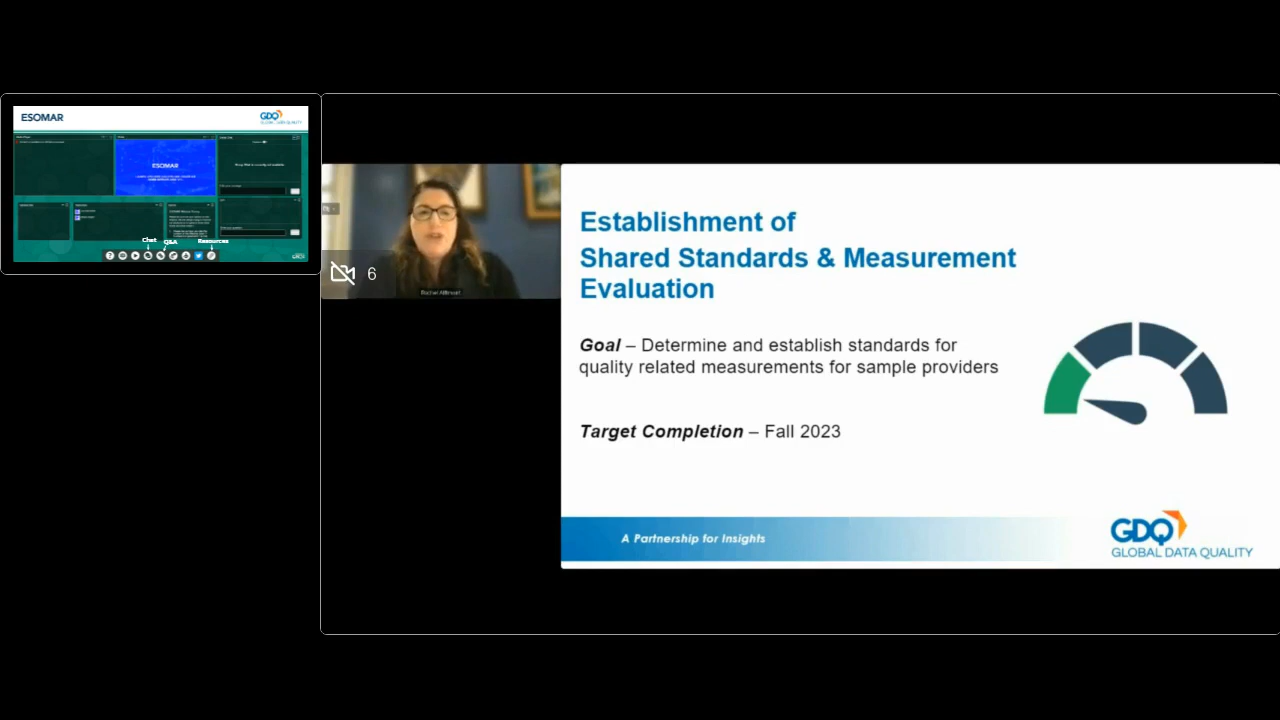 ESOMAR
GDQ
GLOBAL DATA QUALITY
ESOMAR
Chat
Q&A
Resources
6
Establishment of
Shared Standards & Measurement
Evaluation
Goal – Determine and establish standards for
quality related measurements for sample providers
Target Completion – Fall 2023
A Partnership for Insights
GDQ
GLOBAL DATA QUALITY